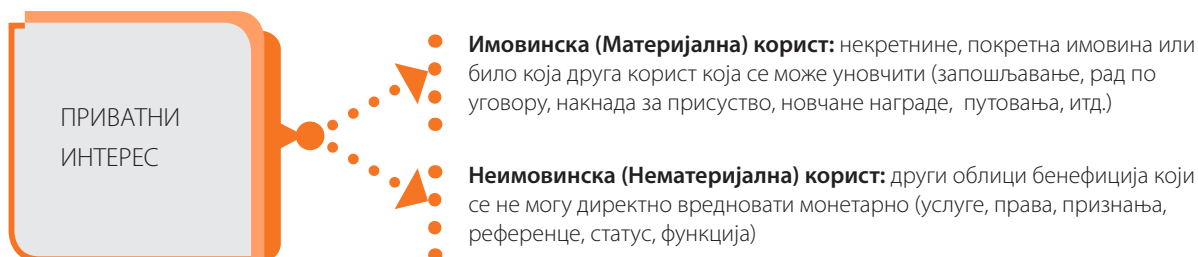 ПРИВАТНИ
ИНТЕРЕС
Имовинска (Материјална) корист: некретнине, покретна имовина или
било која друга корист која се може уновчити (запошљавање, рад по
уговору, накнада за присуство, новчане награде, путовања, итд.)
Неимовинска (Нематеријална) корист: други облици бенефиција који
се не могу директно вредновати монетарно (услуге, права, признања,
референце, статус, функција)